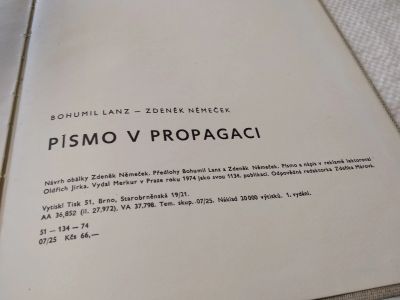 BOHUMIL LANZ — ZDENĚK NĚMEČEK
PÍSMO V PROPAGACI
Návrh obálky Zdeněk Němeček. Předlohy Bohumil Lanz a Zdeněk Němeček. Písmo a nápis v reklamě lektoroval
Oldřich Jirka. Vydal Merkur v Praze roku 1974 jako svou 1134. publikaci. Odpovědná redaktorka Zdeňka Márová.
Vytiskl Tisk 51, Brno, Starobrněnská 19/21.
AA 36,852 (il. 27,972), VA 37,798. Tem. skup. 07/25. Náklad 30 000 výtisků. 1. vydání.
51 — 134 — 74
07/25 Kčs 66,—